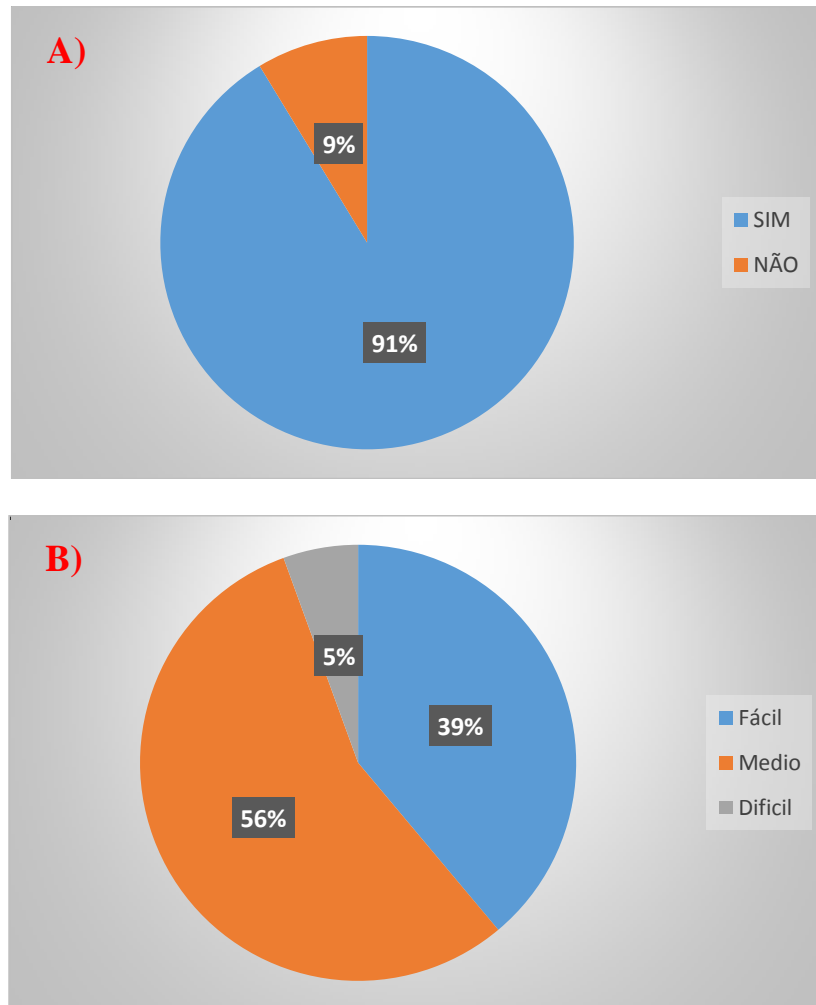 A)
9%
91%
SIM
NÃO
B)
5%
39%
56%
Fácil
Medio
Dificil